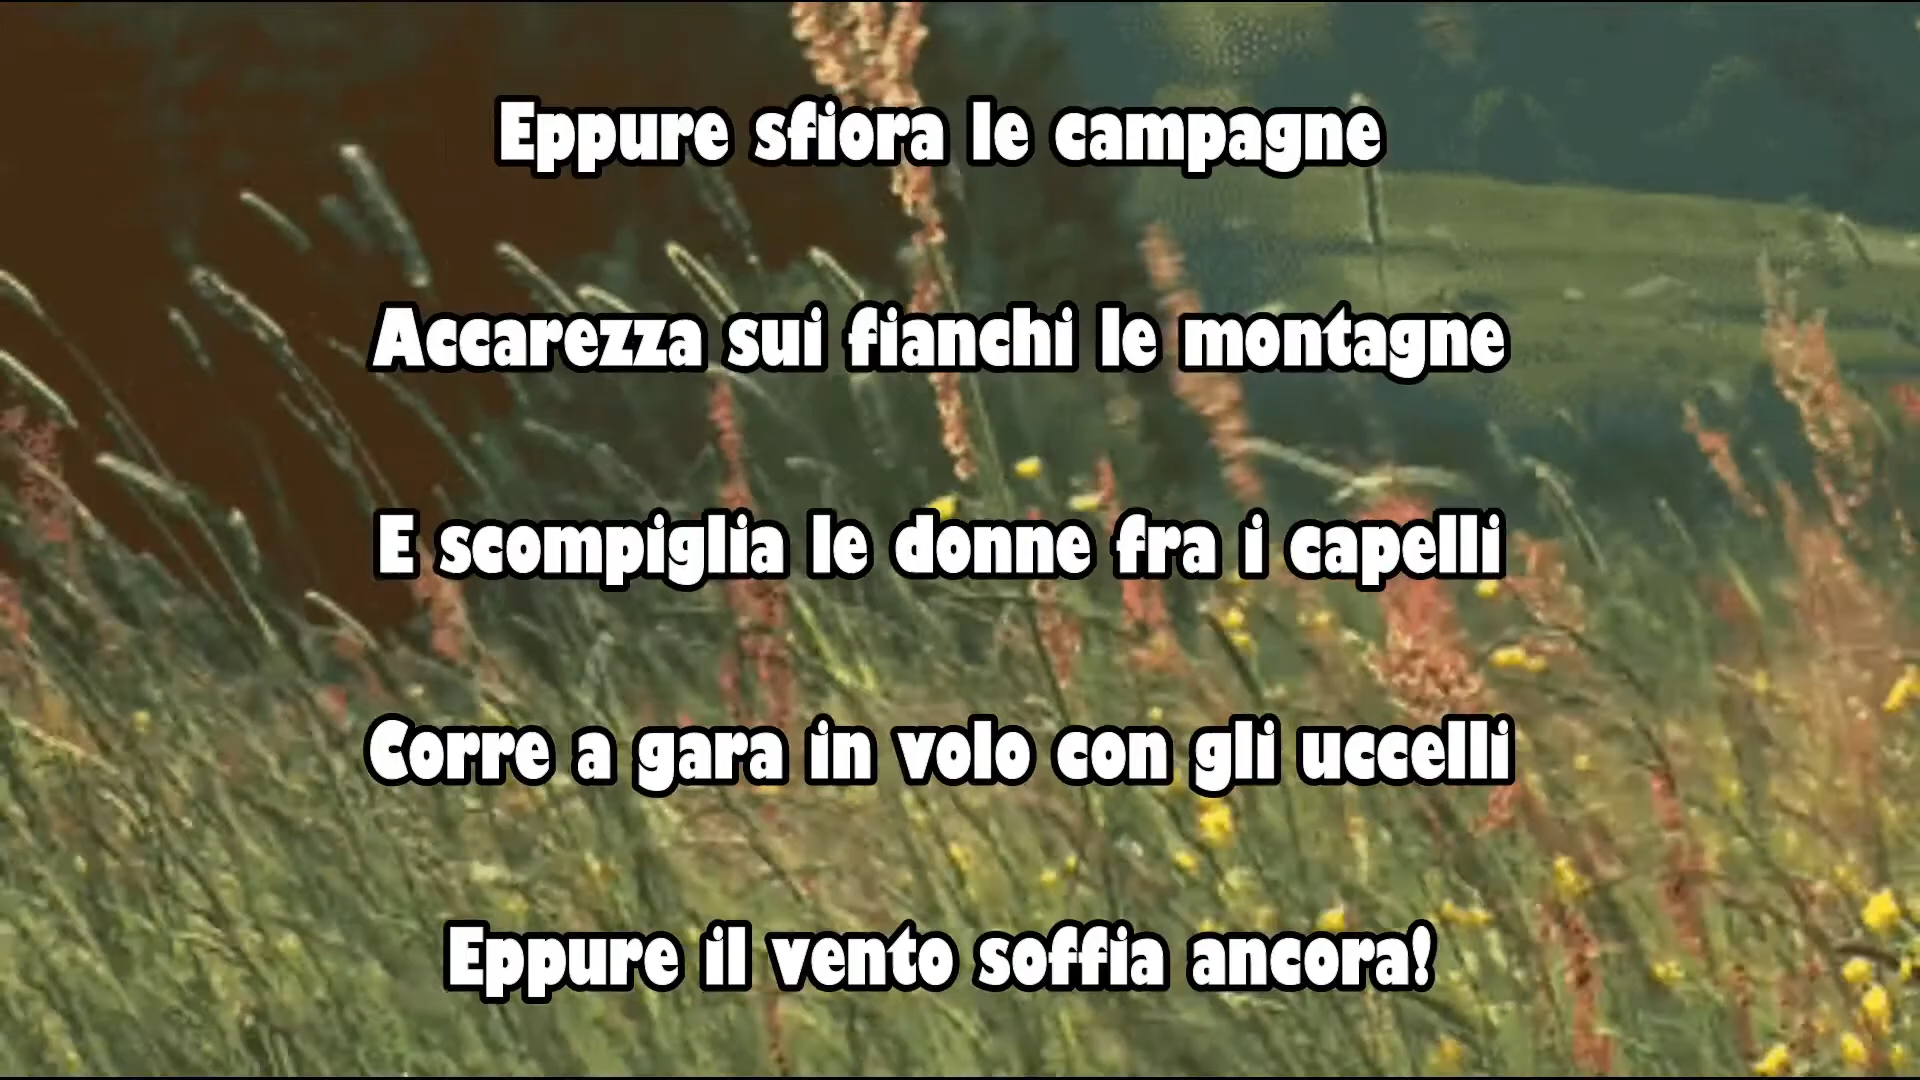 Eppure sfiora le campagne
Accarezza sui fianchi le montagne
E scompiglia le donne fra i capelli
Corre a gara in volo con gli uccelli
Eppure il vento soffia ancora!